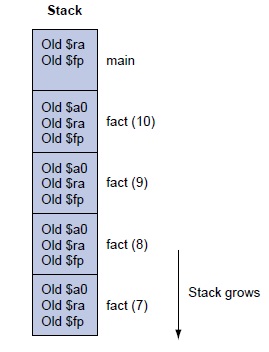 Stack
Old $ra
Old $fp
main
Old $a0
Old $ra
Old $fp
fact (10)
Old $a0
Old $ra
Old $fp
fact (9)
Old $a0
Old $ra
Old $fp
fact (8)
Old $a0
Old $ra
Old $fp
fact (7)
Stack grows